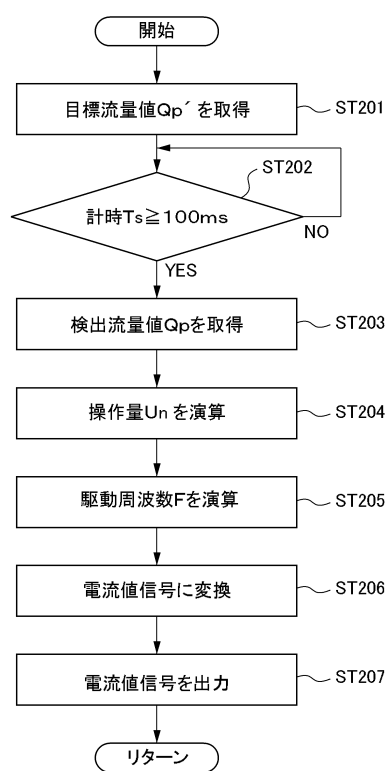 開始
目標流量値Qp´を取得
ST201
ST202
計時Ts≧100ms
NO
YES
検出流量値Qpを取得
ST203
操作量Unを演算
ST204
駆動周波数Fを演算
ST205
電流値信号に変換
ST206
電流値信号を出力
ST207
リターン